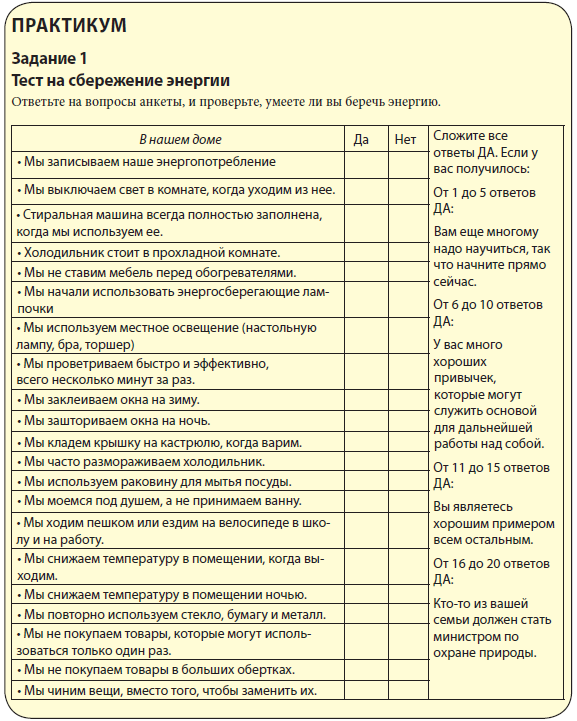 ПРАКТИКУМ
Задание 1
Тест на сбережение энергии
Ответьте на вопросы анкеты, и проверьте, умеете ли вы беречь энергию.
В нашем доме
Да
Нет
• Мы записываем наше энергопотребление
• Мы выключаем свет в комнате, когда уходим из нее.
• Стиральная машина всегда полностью заполнена,
когда мы используем ее.
• Холодильник стоит в прохладной комнате.
• Мы не ставим мебель перед обогревателями.
• Мы начали использовать энергосберегающие лам-
почки
• Мы используем местное освещение (настольную
лампу, бра, торшер)
• Мы проветриваем быстро и эффективно,
всего несколько минут за раз.
• Мы заклеиваем окна на зиму.
• Мы зашториваем окна на ночь.
• Мы кладем крышку на кастрюлю, когда варим.
• Мы часто размораживаем холодильник.
• Мы используем раковину для мытья посуды.
• Мы моемся под душем, а не принимаем ванну.
• Мы ходим пешком или ездим на велосипеде в шко-
лу и на работу.
• Мы снижаем температуру в помещении, когда вы-
ходим.
• Мы снижаем температуру в помещении ночью.
• Мы повторно используем стекло, бумагу и металл.
• Мы не покупаем товары, которые могут исполь-
зоваться только один раз.
• Мы не покупаем товары в больших обертках.
• Мы чиним вещи, вместо того, чтобы заменить их.
Сложите все
ответы ДА. Если у
вас получилось:
От 1 до 5 ответов
ДА:
Вам еще многому
надо научиться, так
что начните прямо
сейчас.
От 6 до 10 ответов
ДА:
У вас много
хороших
привычек,
которые могут
служить основой
для дальнейшей
работы над собой.
От 11 до 15 ответов
ДА:
Вы являетесь
хорошим примером
всем остальным.
От 16 до 20 ответов
ДА:
Кто-то из вашей
семьи должен стать
министром по
охране природы.